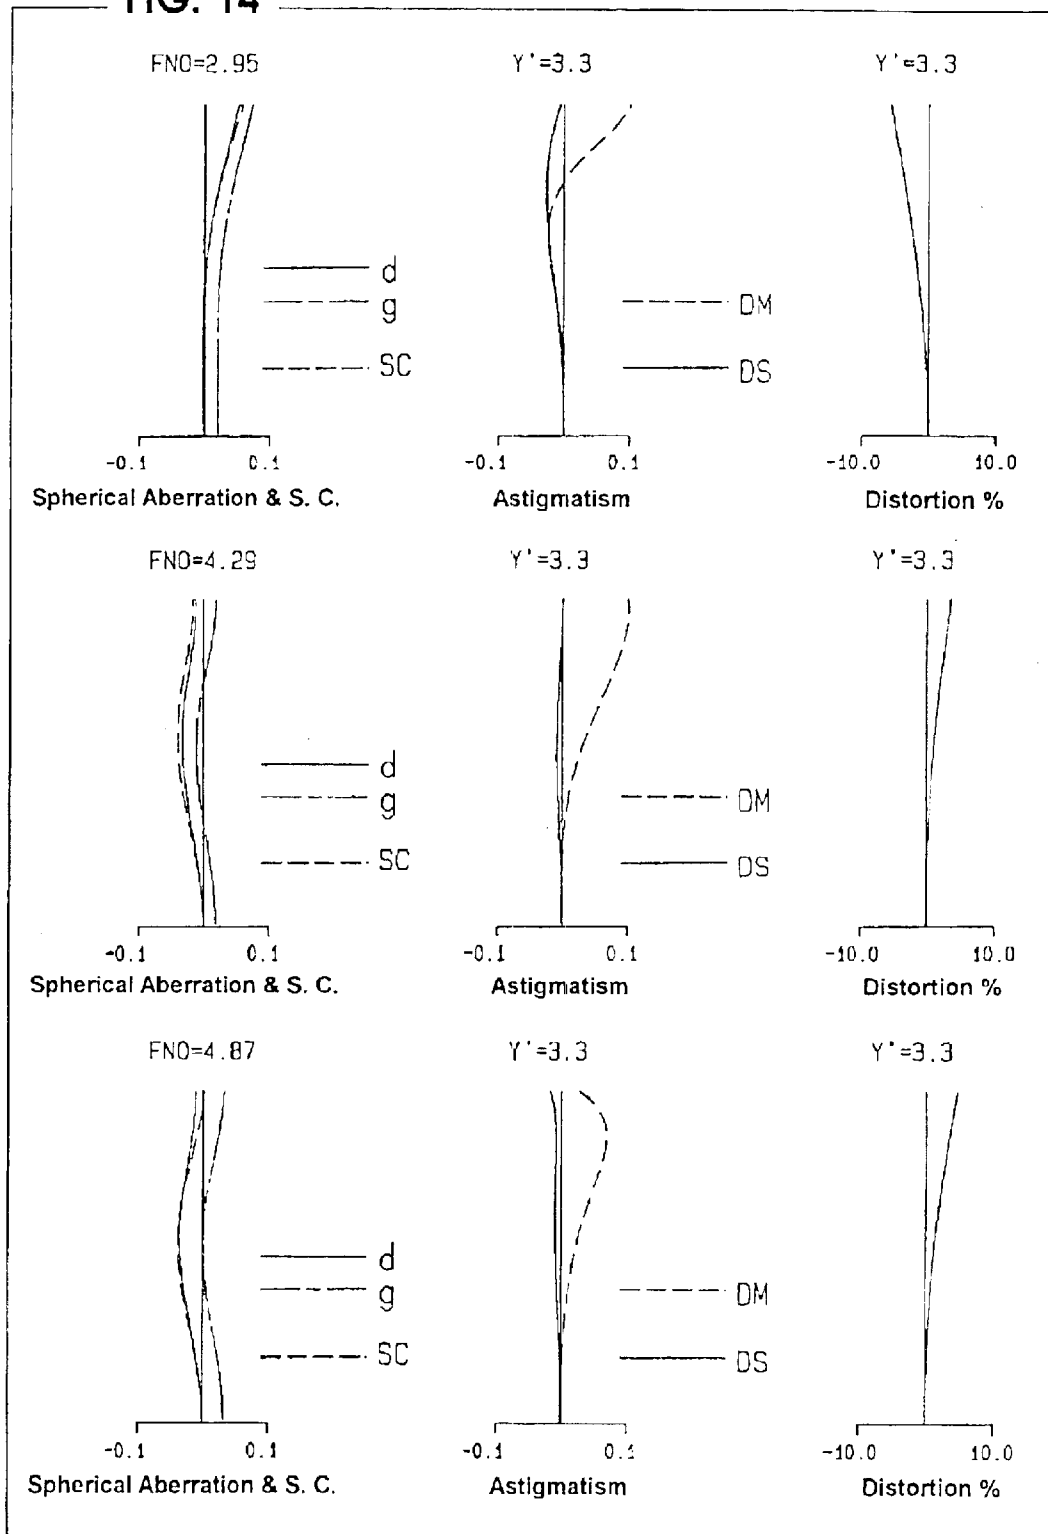 FIG. 14
FNO=2.95 Y'=3.3 Y'=3.3
d
g
DM
SC
DS
-0.1 0.1 -0.1 0.1 -10.0 10.0
Spherical Aberration & S. C. Astigmatism Distortion %
FNO=4.29 Y'=3.3 Y'=3.3
d
g
DM
SC
DS
-0.1 0.1 -0.1 0.1 -10.0 10.0
Spherical Aberration & S. C. Astigmatism Distortion %
FNO=4.87 Y'=3.3 Y'=3.3
d
g
DM
SC
DS
-0.1 0.1 -0.1 0.1 -10.0 10.0
Spherical Aberration & S. C. Astigmatism Distortion %